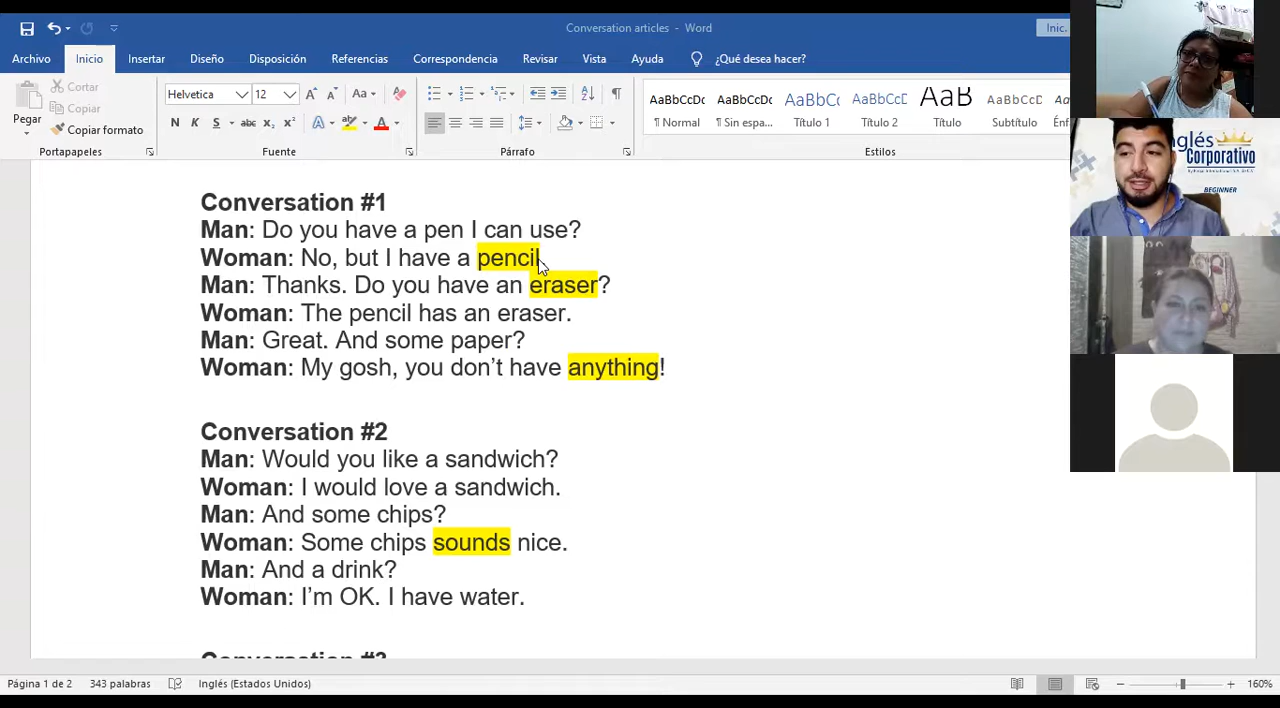 Conversation articles - Word
Inic.
Archivo Inicio Insertar Diseño Disposición Referencias Correspondencia Revisar Vista Ayuda ¿Qué desea hacer?
Pegar
Cortar
Copiar
Copiar formato
Portapapeles
Helvetica 12
Aa
N K S abc x₂ x² A A
Fuente
Párrafo
AaBbCcDc AaBbCcDc AaBbCc AaBbCcD AaB AaBbCcD
¶ Normal ¶ Sin espa... Título 1 Título 2 Título Subtítulo
Estilos
Inglés
Corporativo
BEGINNER
Conversation #1
Man: Do you have a pen I can use?
Woman: No, but I have a pencil
Man: Thanks. Do you have an eraser?
Woman: The pencil has an eraser.
Man: Great. And some paper?
Woman: My gosh, you don’t have anything!
Conversation #2
Man: Would you like a sandwich?
Woman: I would love a sandwich.
Man: And some chips?
Woman: Some chips sounds nice.
Man: And a drink?
Woman: I’m OK. I have water.
Página 1 de 2 343 palabras Inglés (Estados Unidos) 160%